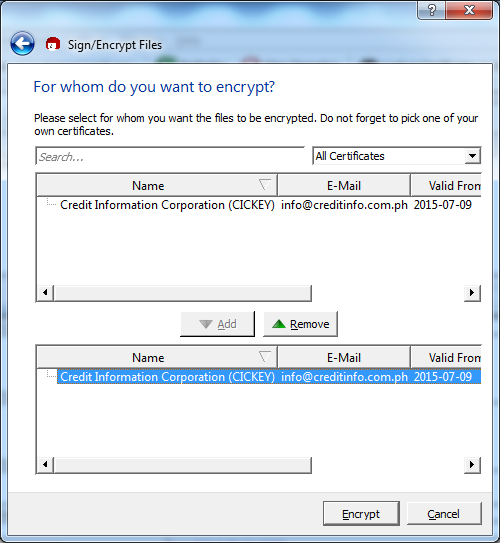 ?
Sign/Encrypt Files
For whom do you want to encrypt?
Please select for whom you want the files to be encrypted. Do not forget to pick one of your
own certificates.
Search...
All Certificates
Name E-Mail Valid From
Credit Information Corporation (CICKEY) info@creditinfo.com.ph 2015-07-09
Add Remove
Name E-Mail Valid From
Credit Information Corporation (CICKEY) info@creditinfo.com.ph 2015-07-09
Encrypt Cancel